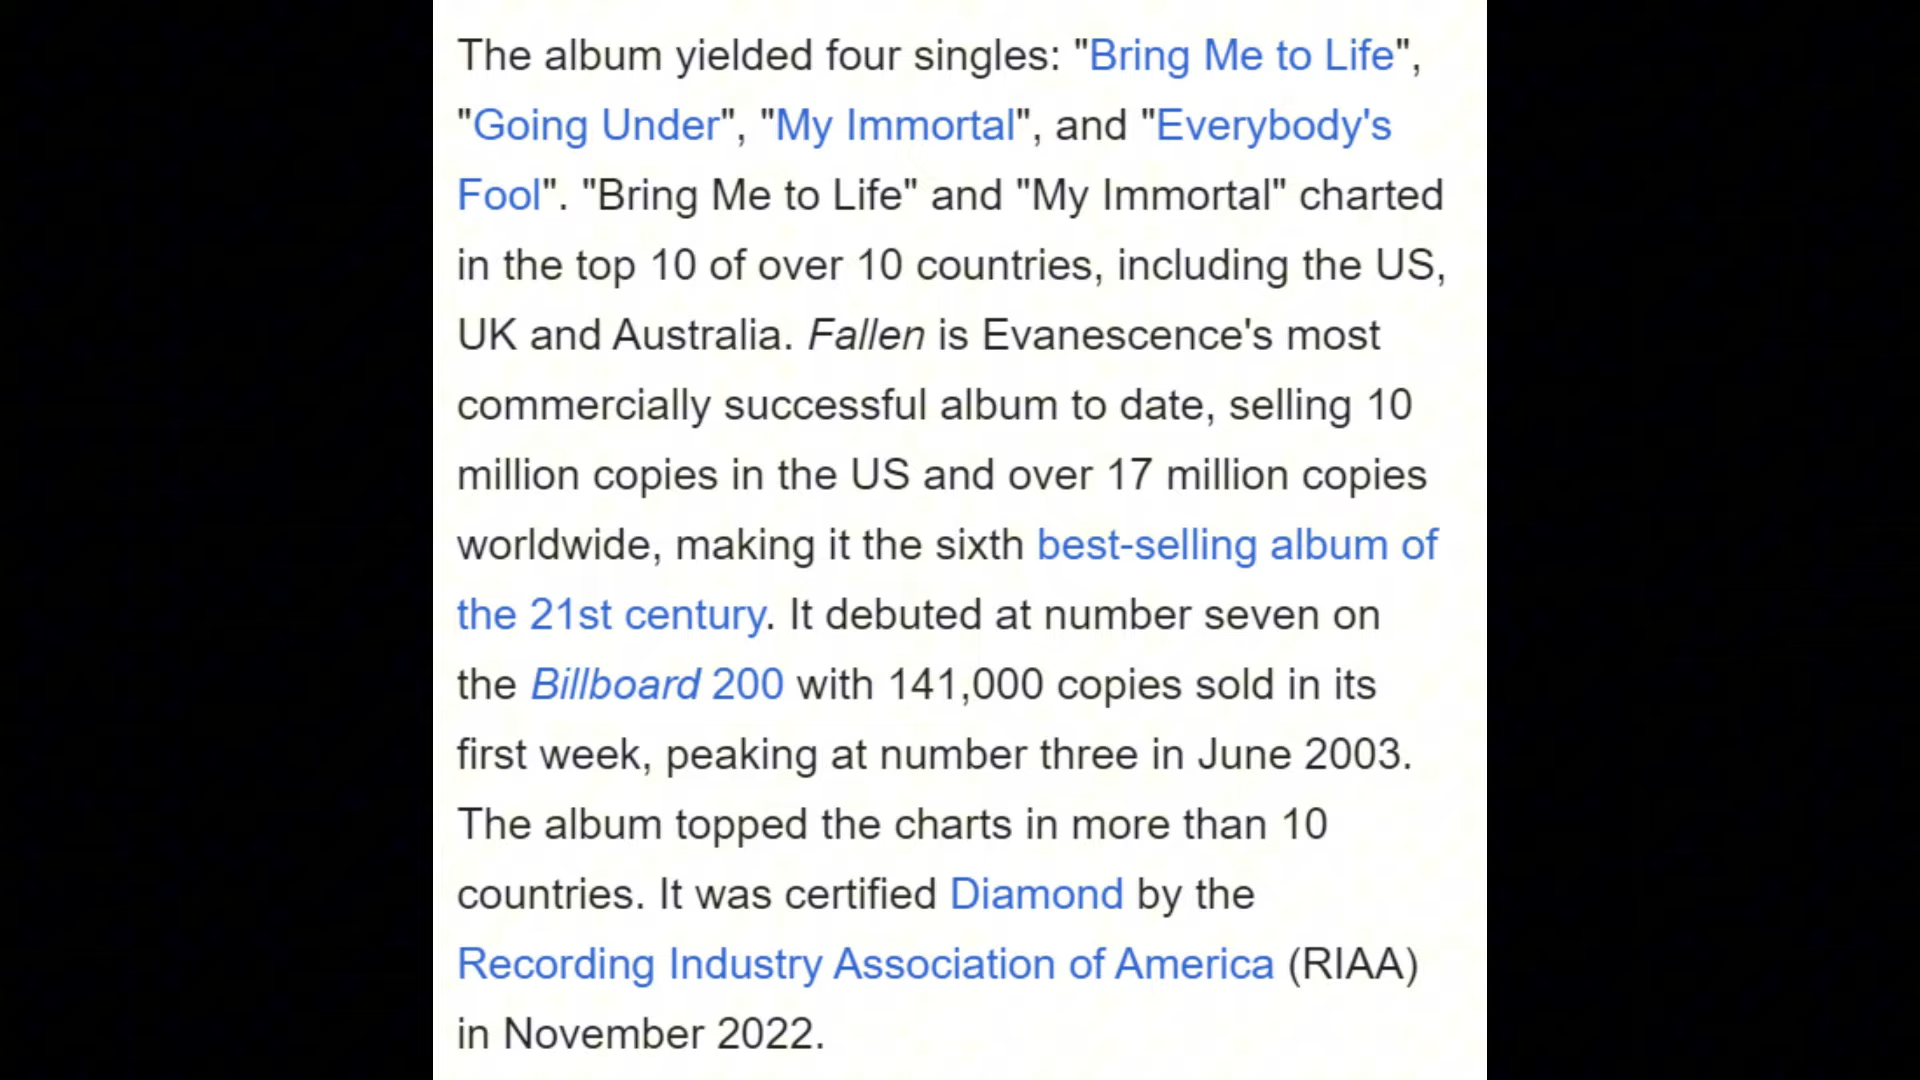 The album yielded four singles: "Bring Me to Life",
"Going Under", "My Immortal", and "Everybody's
Fool". "Bring Me to Life" and "My Immortal" charted
in the top 10 of over 10 countries, including the US,
UK and Australia. Fallen is Evanescence's most
commercially successful album to date, selling 10
million copies in the US and over 17 million copies
worldwide, making it the sixth best-selling album of
the 21st century. It debuted at number seven on
the Billboard 200 with 141,000 copies sold in its
first week, peaking at number three in June 2003.
The album topped the charts in more than 10
countries. It was certified Diamond by the
Recording Industry Association of America (RIAA)
in November 2022.